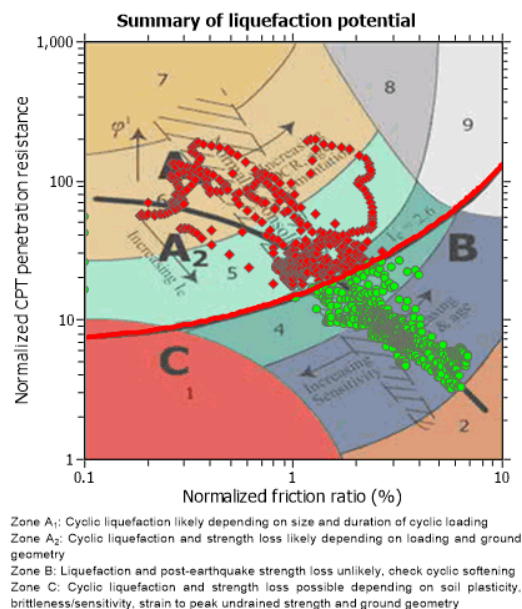 Summary of liquefaction potential
1,000
7
8
9
φ'
Increasing
OCR,
cementation
100
A
6
A₂
Increasing Ic
5
Ic = 2.6
B
Increasing
& age
10
4
C
1
Increasing
Sensitivity
2
1
0.1
1
10
Normalized CPT penetration resistance
Normalized friction ratio (%)
Zone A₁: Cyclic liquefaction likely depending on size and duration of cyclic loading
Zone A₂: Cyclic liquefaction and strength loss likely depending on loading and ground
geometry
Zone B: Liquefaction and post-earthquake strength loss unlikely, check cyclic softening
Zone C: Cyclic liquefaction and strength loss possible depending on soil plasticity,
brittleness/sensitivity, strain to peak undrained strength and ground geometry